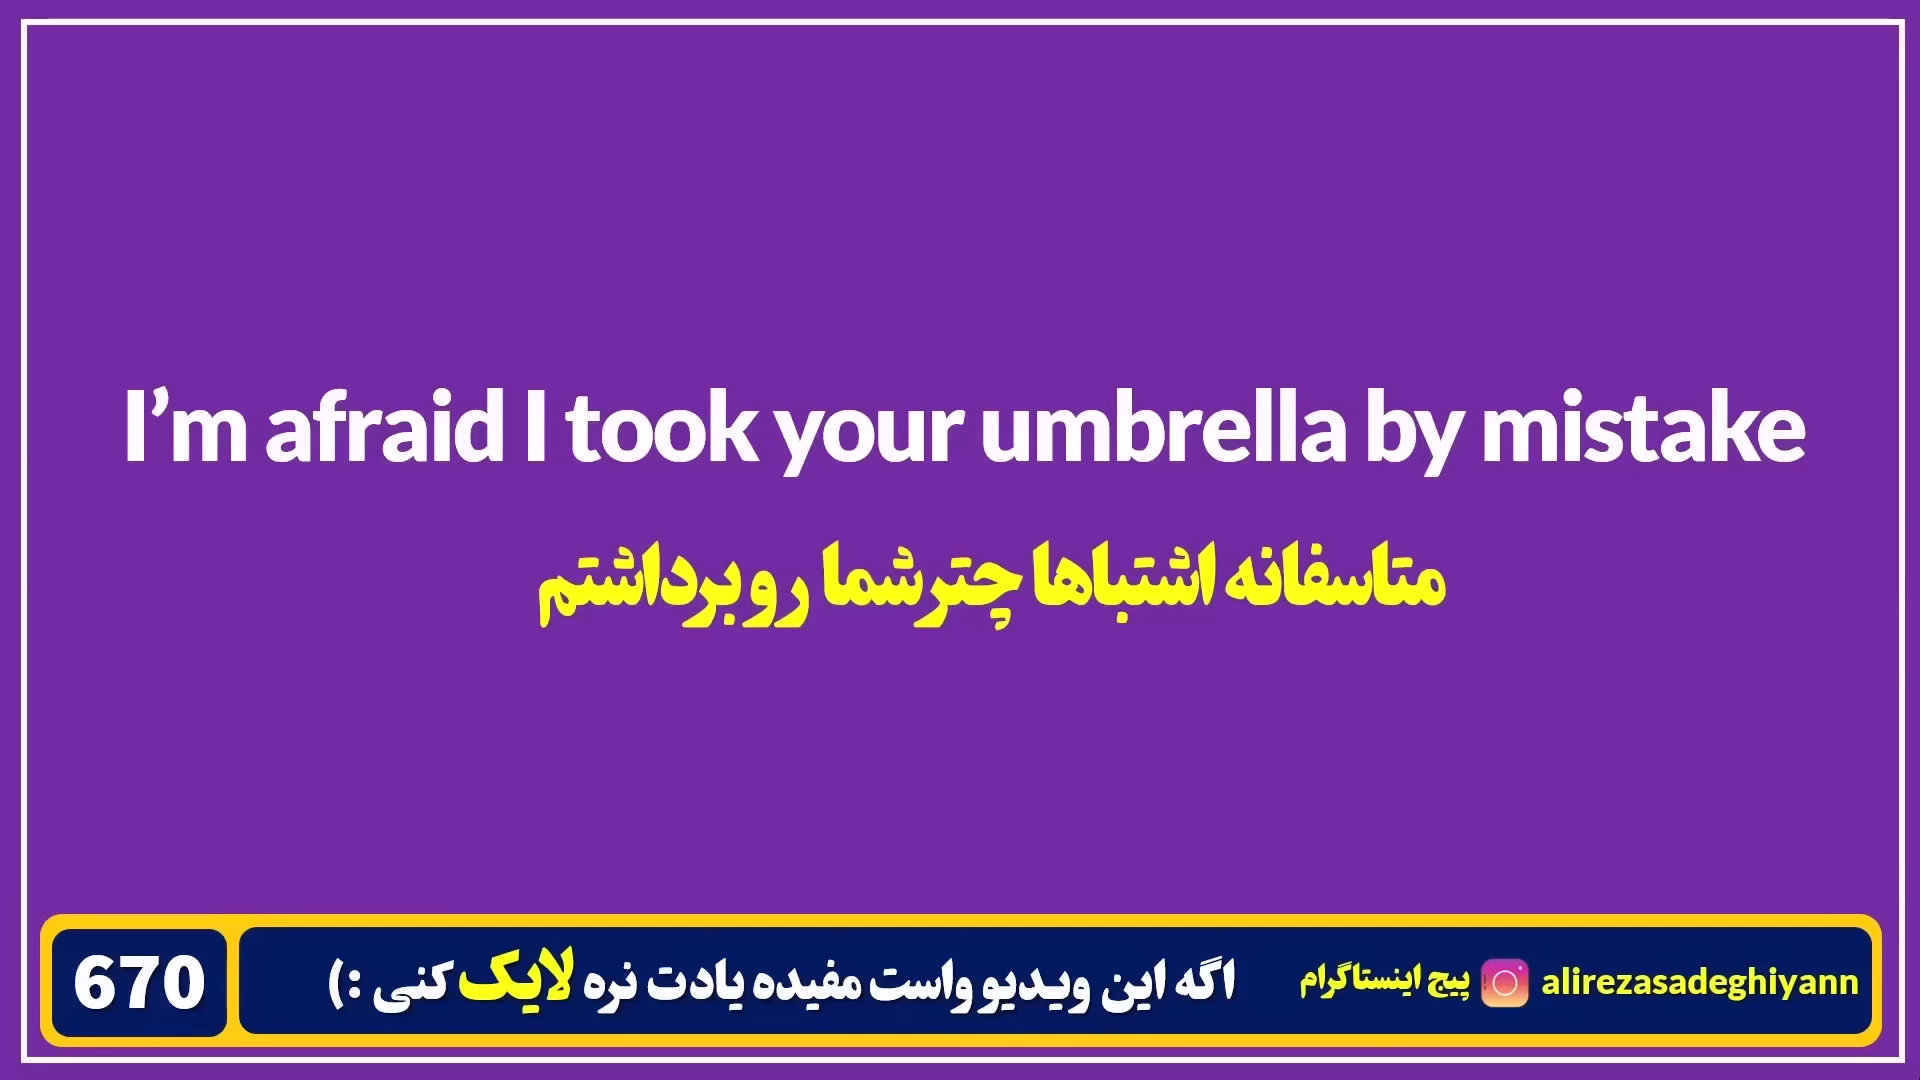 I’m afraid I took your umbrella by mistake
متاسفانه اشتباها چتر شما رو برداشتم
670
اگه این ویدیو واست مفیده یادت نره لایک کنی :)
پیج اینستاگرام alirezasadeghiyann